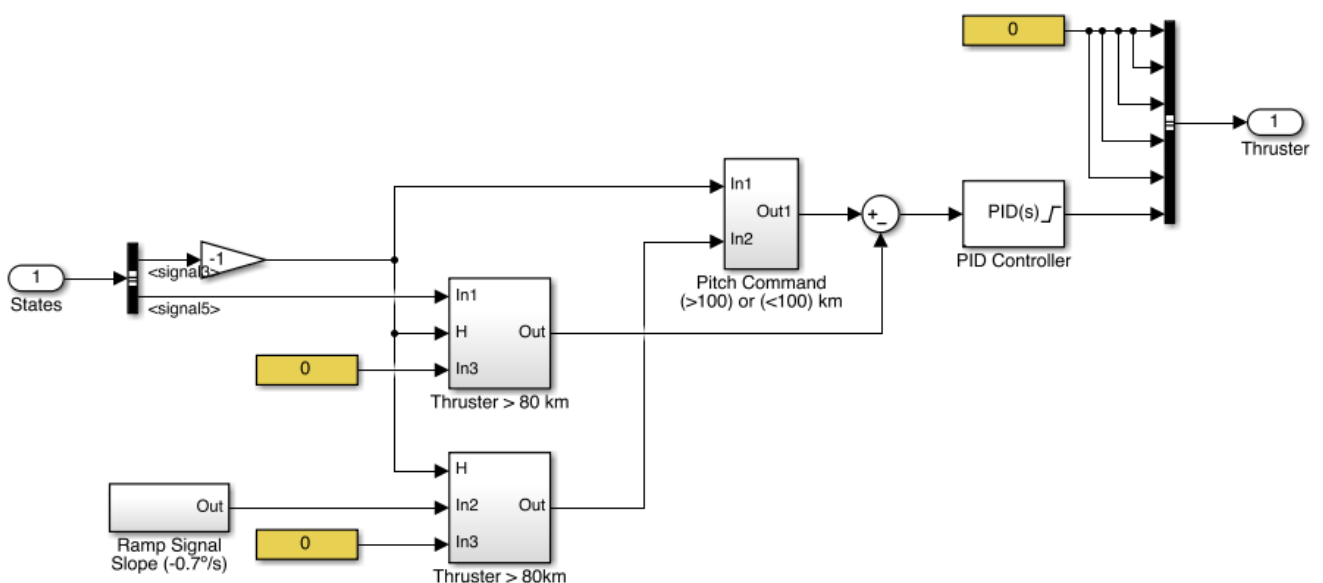 0
1
Thruster
In1
Out1
In2
Pitch Command
(>100) or (<100) km
+
−
PID(s)
PID Controller
1
States
-1
<signal3>
<signal5>
In1
H
In3
Out
Thruster > 80 km
0
H
In2
In3
Out
Thruster > 80km
Out
Ramp Signal
Slope (-0.7°/s)
0